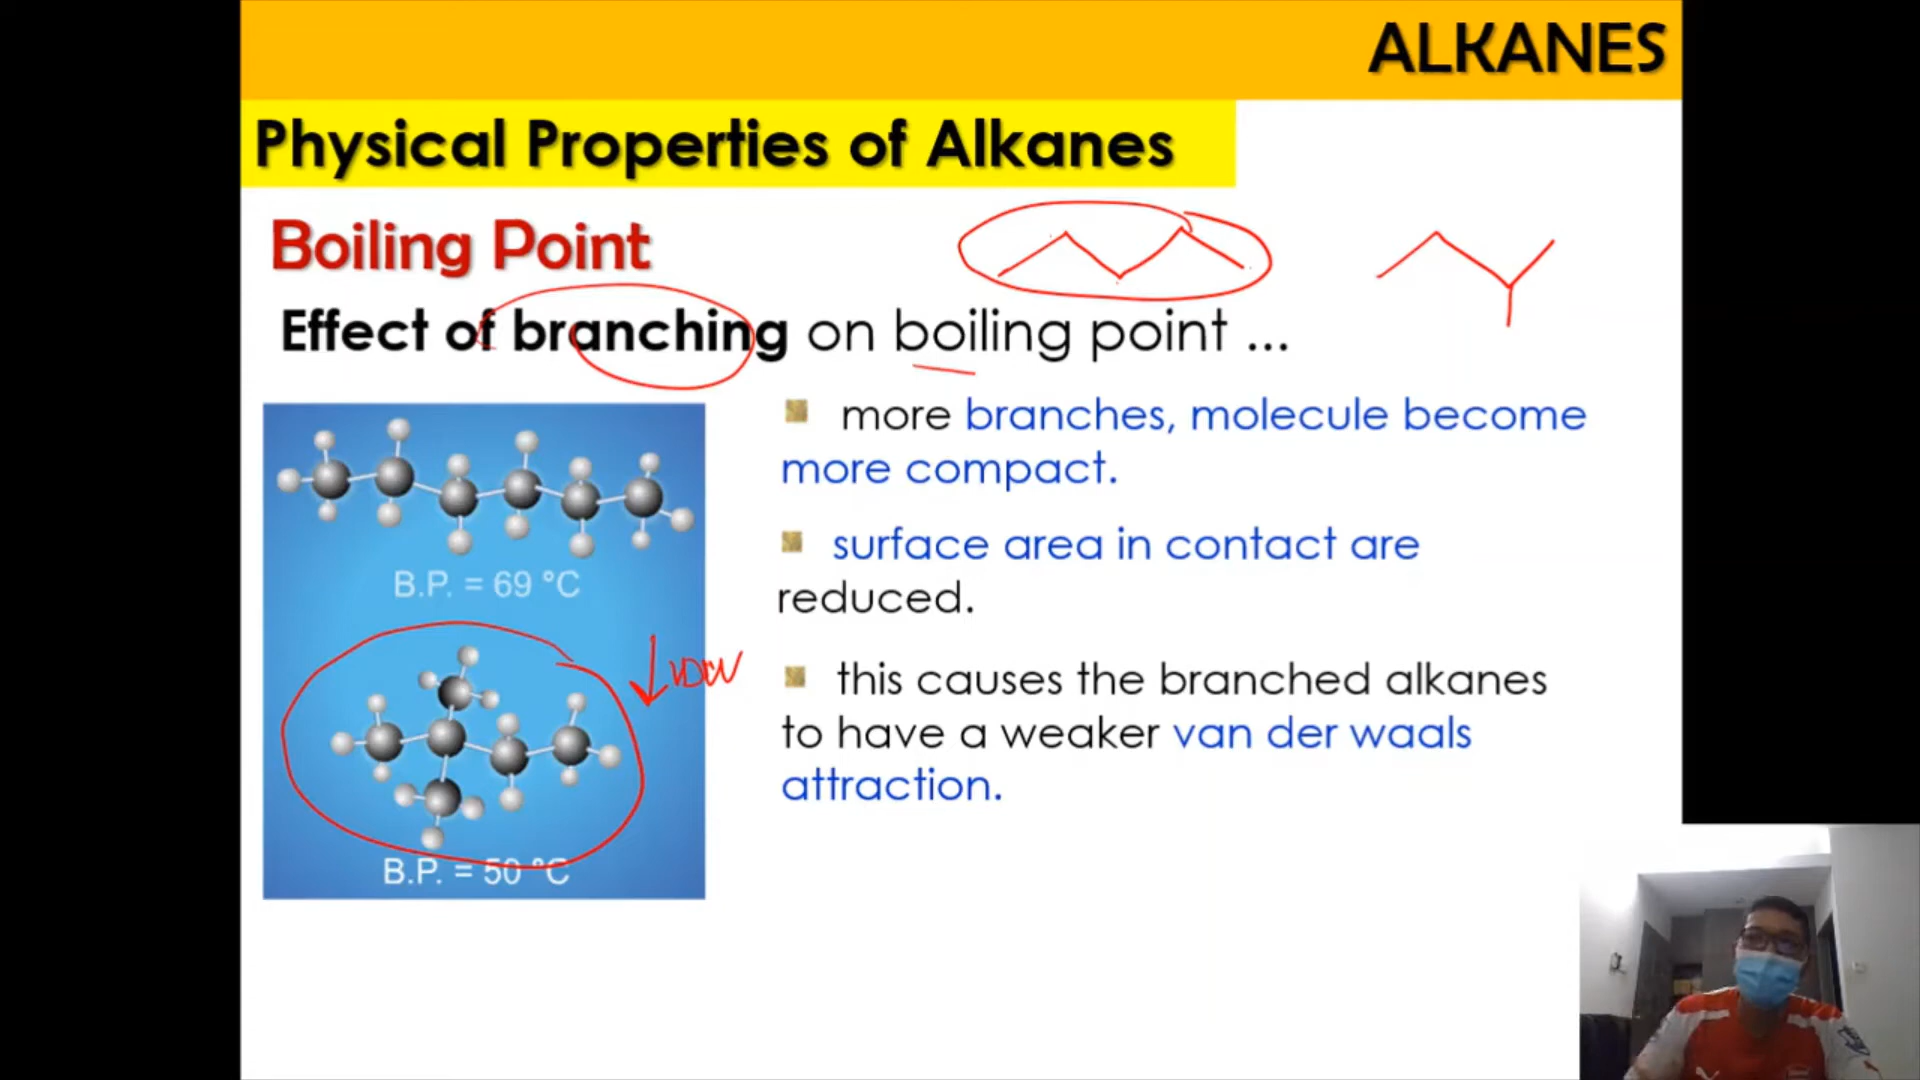 ALKANES
Physical Properties of Alkanes
Boiling Point
Effect of branching on boiling point ...
more branches, molecule become
more compact.
surface area in contact are
reduced.
this causes the branched alkanes
to have a weaker van der waals
attraction.
B.P. = 69 °C
low
B.P. = 50 °C